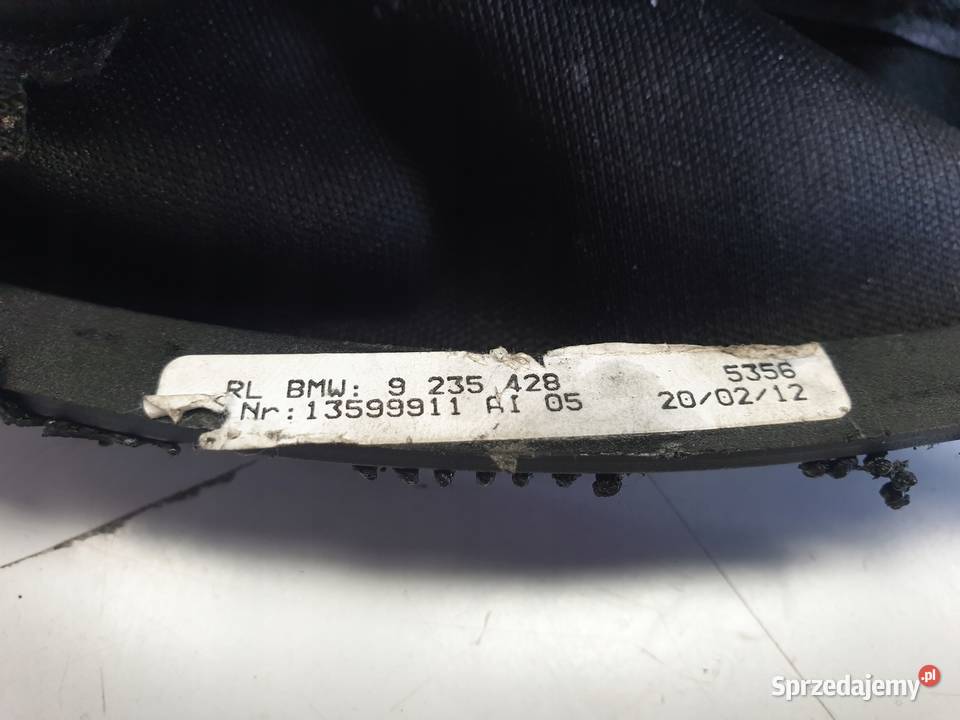 RL BMW: 9 235 428 5356
Nr:13599911 AI 05 20/02/12
Sprzedajemy.pl